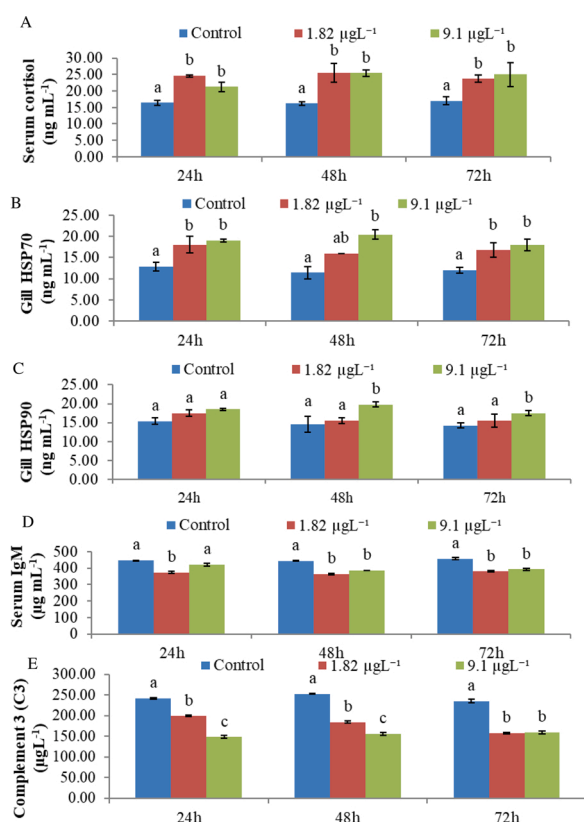 A
Control 1.82 µgL⁻¹ 9.1 µgL⁻¹
Serum cortisol
(ng mL⁻¹)
30.00
25.00
20.00
15.00
10.00
5.00
0.00
a b b a b b a b b
24h 48h 72h
B
Control 1.82 µgL⁻¹ 9.1 µgL⁻¹
Gill HSP70
(ng mL⁻¹)
25.00
20.00
15.00
10.00
5.00
0.00
a b b a ab b a b b
24h 48h 72h
C
Control 1.82 µgL⁻¹ 9.1 µgL⁻¹
Gill HSP90
(ng mL⁻¹)
25.00
20.00
15.00
10.00
5.00
0.00
a a a a a b a a b
24h 48h 72h
D
Control 1.82 µgL⁻¹ 9.1 µgL⁻¹
Serum IgM
(µg mL⁻¹)
500
400
300
200
100
0
a b a a b b a b b
24h 48h 72h
E
Control 1.82 µgL⁻¹ 9.1 µgL⁻¹
Complement 3 (C3)
(µgL⁻¹)
300.00
250.00
200.00
150.00
100.00
50.00
0.00
a b c a b c a b b
24h 48h 72h